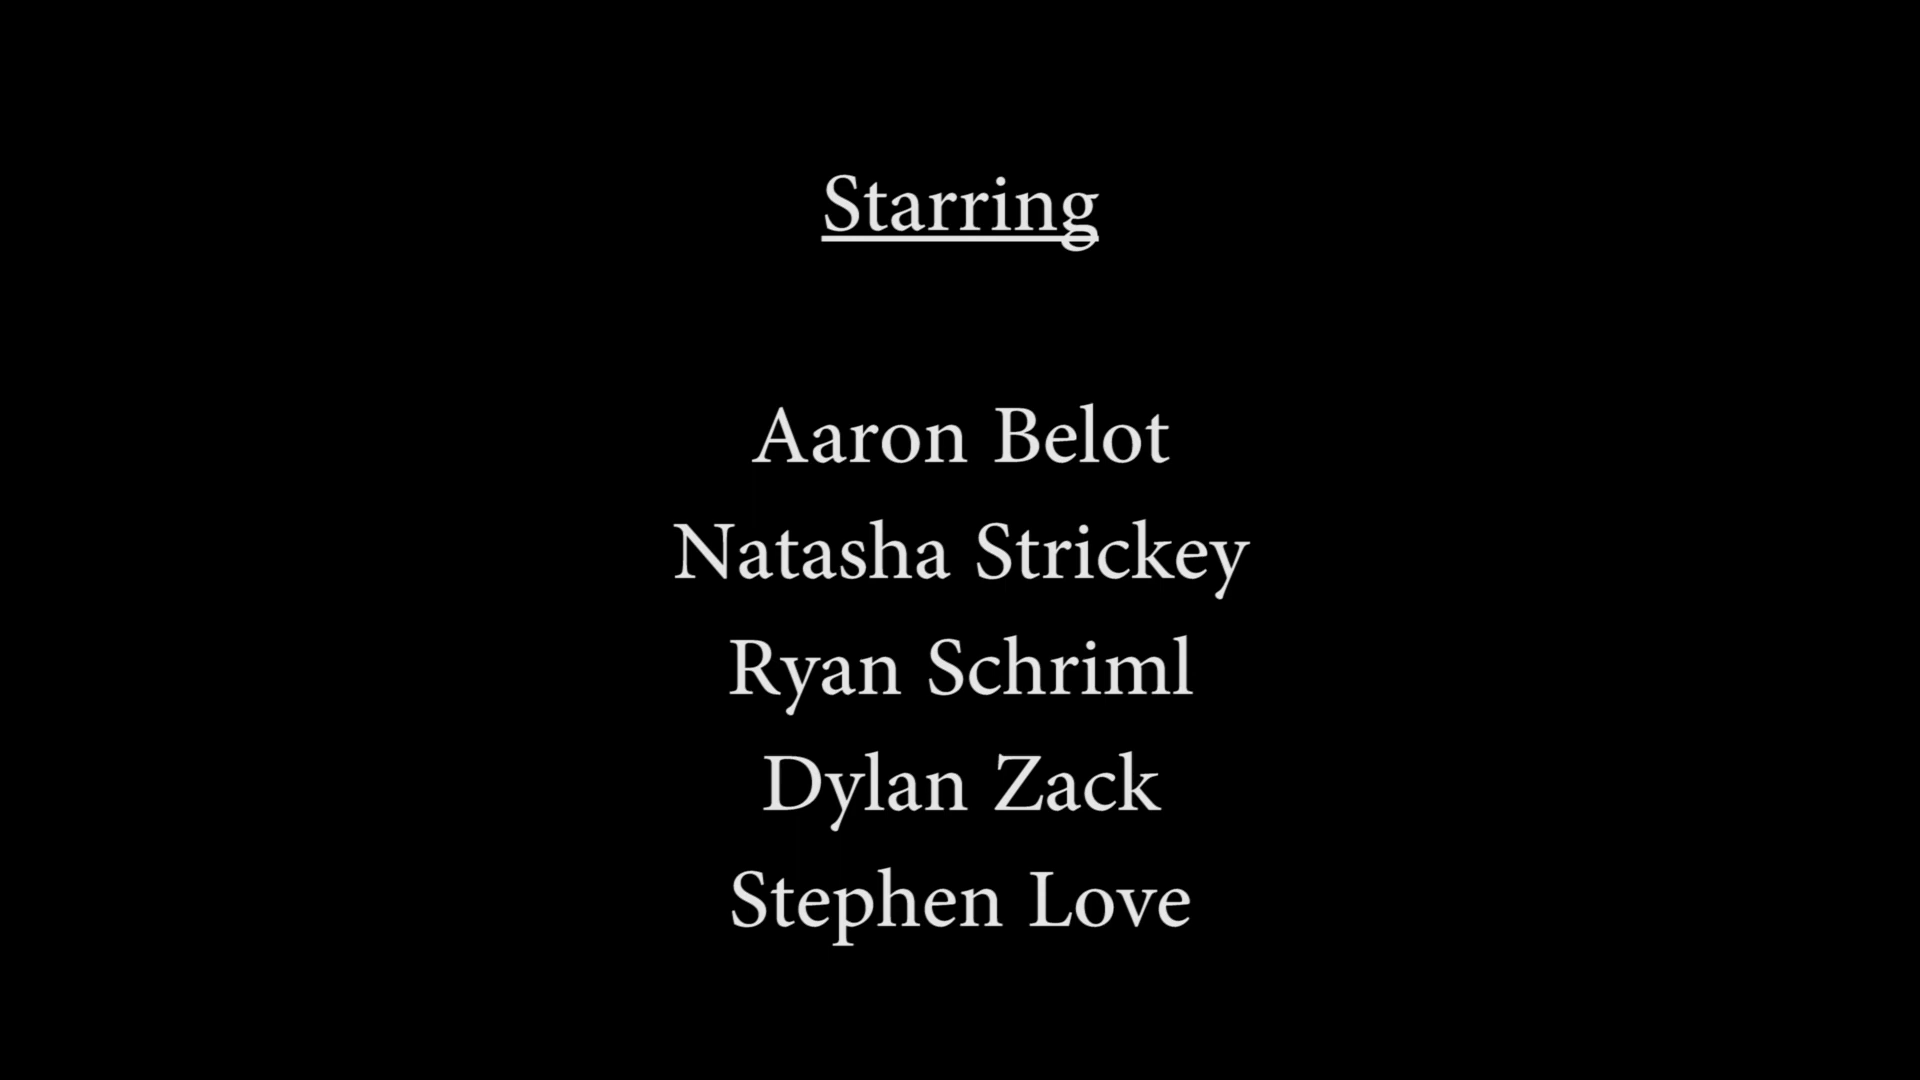 Starring
Aaron Belot
Natasha Strickey
Ryan Schriml
Dylan Zack
Stephen Love